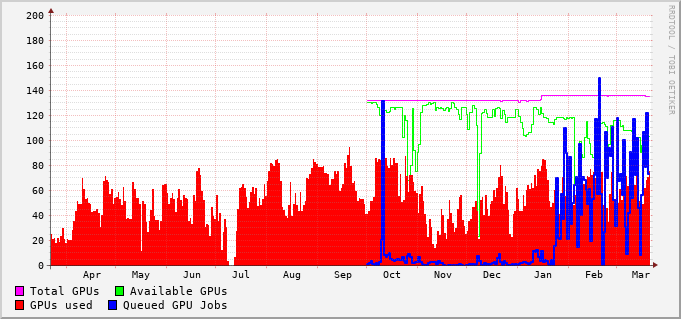 200
180
160
140
120
100
80
60
40
20
0
Apr May Jun Jul Aug Sep Oct Nov Dec Jan Feb Mar
Total GPUs Available GPUs
GPUs used Queued GPU Jobs
RRDTOOL / TOBI OETIKER